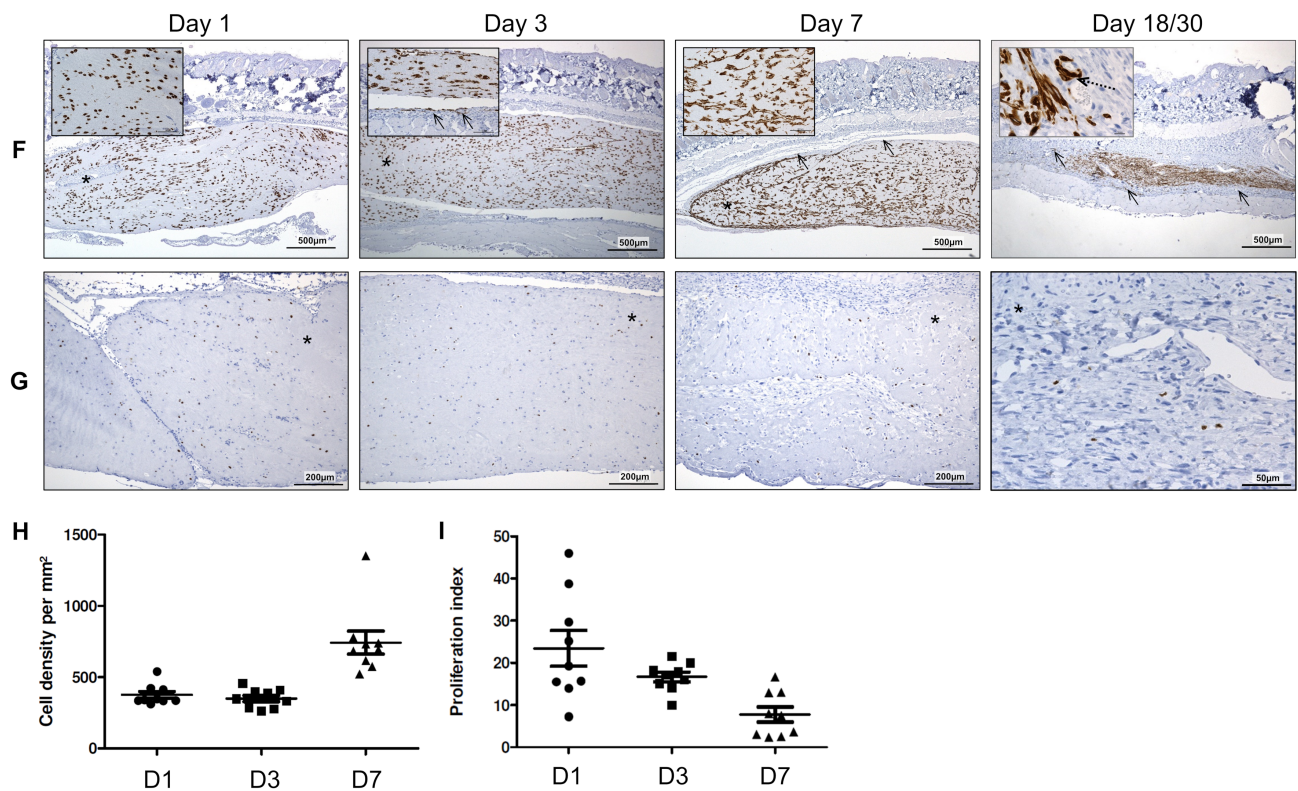 Day 1 Day 3 Day 7 Day 18/30
F
* * *
500µm 500µm 500µm 500µm
G
* * * *
200µm 200µm 200µm 50µm
H I
Cell density per mm²
1500
1000
500
0
D1 D3 D7
Proliferation index
50
40
30
20
10
0
D1 D3 D7